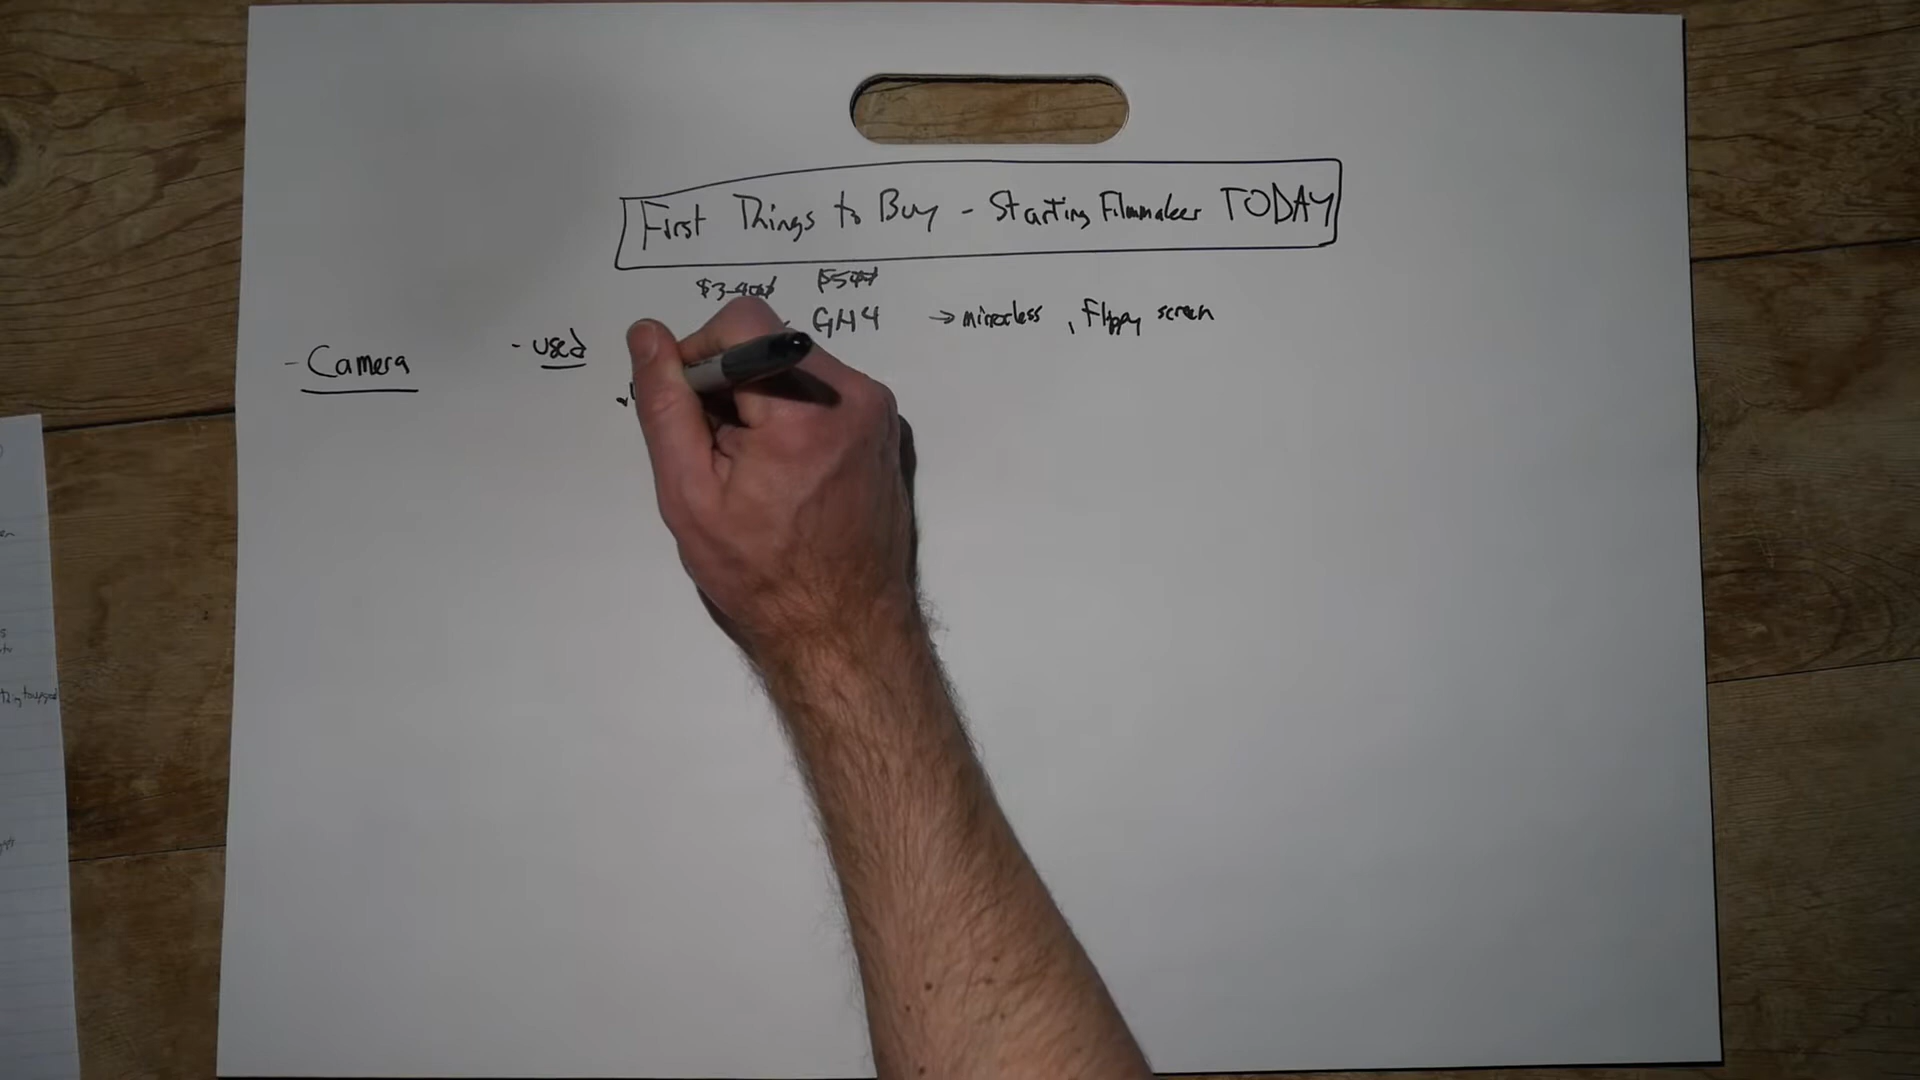 First Things to Buy - Starting Filmmaker TODAY
$3-400 $500
GH4 → mirrorless, flippy screen
- Camera - used